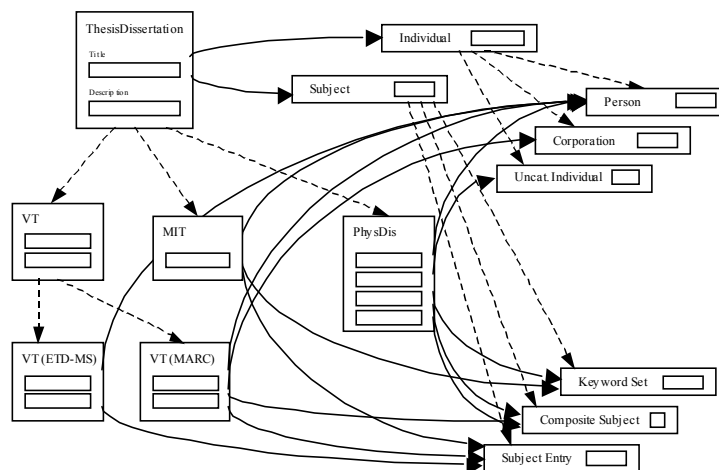 ThesisDissertation
Title
Description
Individual
Subject
Person
Corporation
Uncat. Individual
VT
MIT
PhysDis
VT (ETD-MS)
VT (MARC)
Keyword Set
Composite Subject
Subject Entry